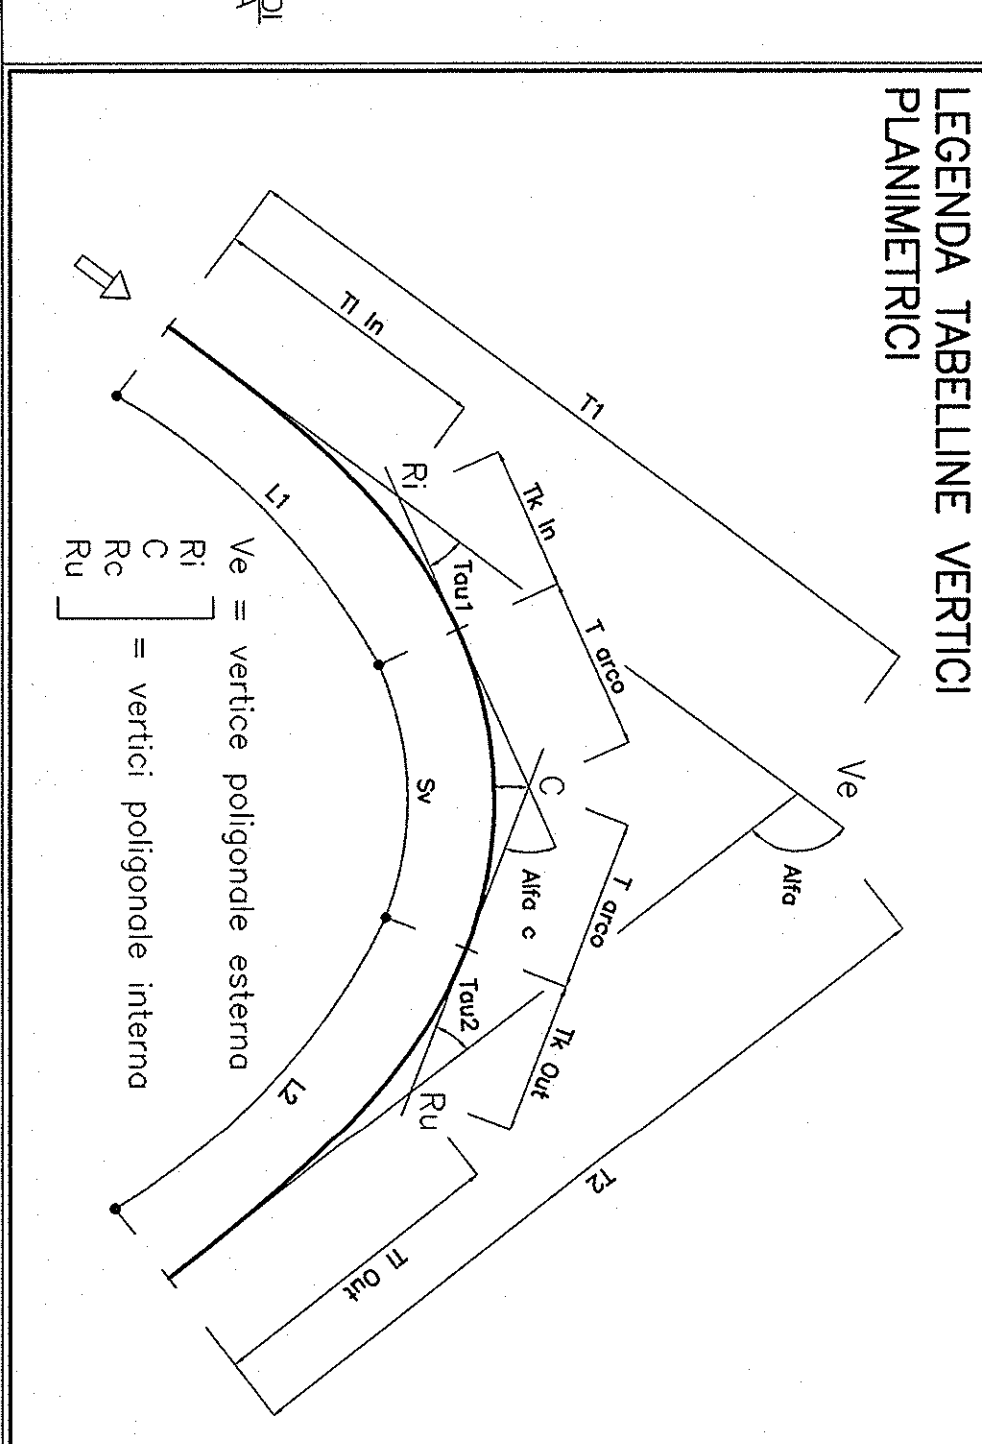 LEGENDA TABELLINE VERTICI
PLANIMETRICI
Ve
Alfa
T1
T2
Tl In
Tk In
T arco
T arco
Tk Out
Tl Out
C
Alfa c
Ri
Tau1
Tau2
Ru
L1
Sv
L2
Ve = vertice poligonale esterna
Ri
C
Rc
Ru
= vertici poligonale interna